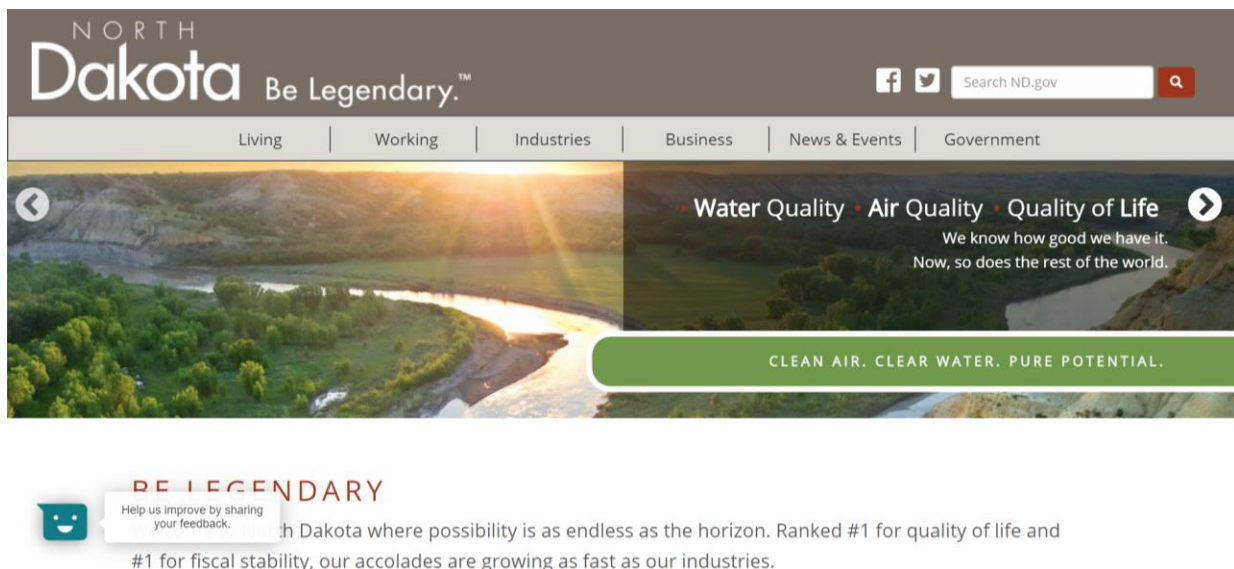 NORTH
Dakota Be Legendary.™
Search ND.gov
Living | Working | Industries | Business | News & Events | Government
• Water Quality • Air Quality • Quality of Life
We know how good we have it.
Now, so does the rest of the world.
CLEAN AIR. CLEAR WATER. PURE POTENTIAL.
BE LEGENDARY
Help us improve by sharing
your feedback.
North Dakota where possibility is as endless as the horizon. Ranked #1 for quality of life and
#1 for fiscal stability, our accolades are growing as fast as our industries.